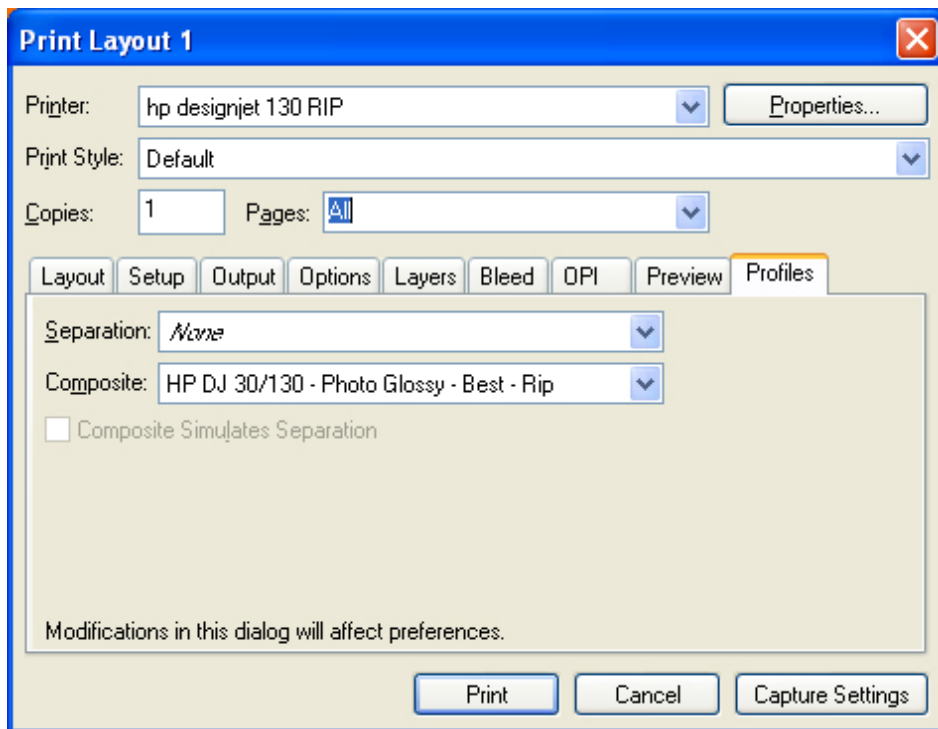 Print Layout 1
Printer: hp designjet 130 RIP Properties...
Print Style: Default
Copies: 1 Pages: All
Layout Setup Output Options Layers Bleed OPI Preview Profiles
Separation: None
Composite: HP DJ 30/130 - Photo Glossy - Best - Rip
Composite Simulates Separation
Modifications in this dialog will affect preferences.
Print Cancel Capture Settings